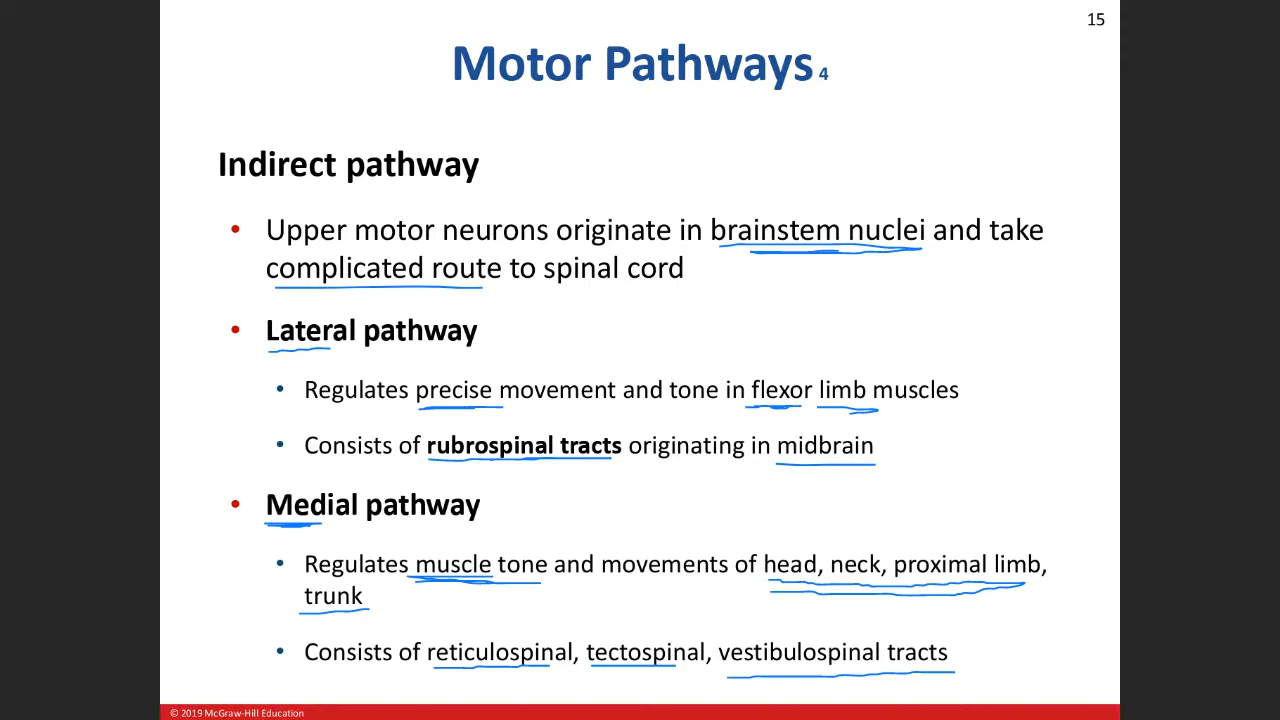 15
Motor Pathways 4
Indirect pathway
• Upper motor neurons originate in brainstem nuclei and take
complicated route to spinal cord
• Lateral pathway
• Regulates precise movement and tone in flexor limb muscles
• Consists of rubrospinal tracts originating in midbrain
• Medial pathway
• Regulates muscle tone and movements of head, neck, proximal limb,
trunk
• Consists of reticulospinal, tectospinal, vestibulospinal tracts
© 2019 McGraw-Hill Education